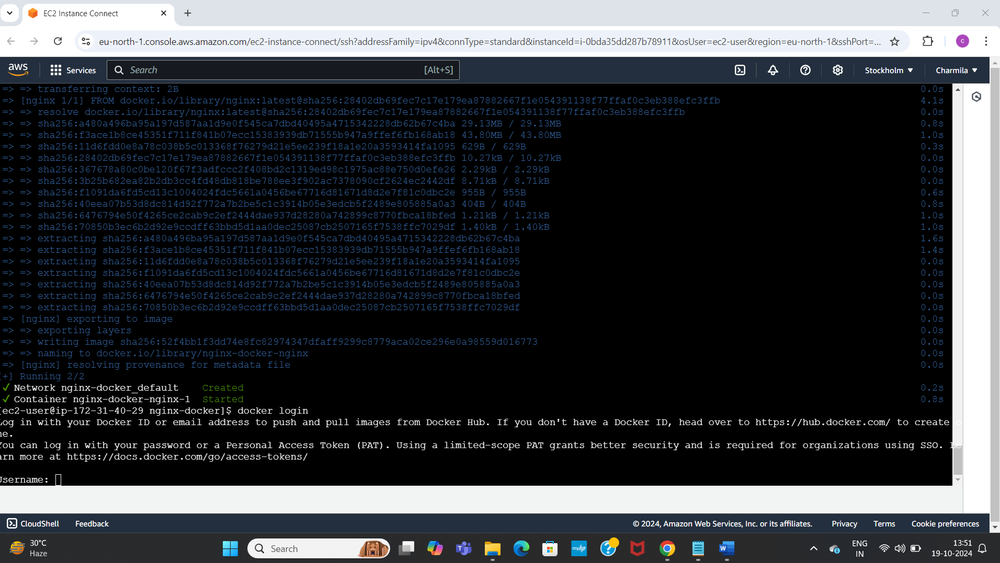 EC2 Instance Connect
eu-north-1.console.aws.amazon.com/ec2-instance-connect/ssh?addressFamily=ipv4&connType=standard&instanceId=i-0bda35dd287b78911&osUser=ec2-user&region=eu-north-1&sshPort=...
C
aws Services Search [Alt+S] Stockholm Charmila
=> => transferring context: 2B 0.0s
=> [nginx 1/1] FROM docker.io/library/nginx:latest@sha256:28402db69fec7c17e179ea87882667f1e054391138f77ffaf0c3eb388efc3ffb 4.1s
=> => resolve docker.io/library/nginx:latest@sha256:28402db69fec7c17e179ea87882667f1e054391138f77ffaf0c3eb388efc3ffb 0.0s
=> => sha256:a480a496ba95a197d587aa1d9e0f545ca7dbd40495a4715342228db62b67c4ba 29.13MB / 29.13MB 0.8s
=> => sha256:f3ace1b8ce45351f711f841b07ecc15383939db71555b947a9ffef6fb168ab18 43.80MB / 43.80MB 1.0s
=> => sha256:11d6fdd0e8a78c038b5c013368f76279d21e5ee239f18a1e20a3593414fa1095 629B / 629B 0.3s
=> => sha256:28402db69fec7c17e179ea87882667f1e054391138f77ffaf0c3eb388efc3ffb 10.27kB / 10.27kB 0.0s
=> => sha256:367678a80c0be120f67f3adfccc2f408bd2c1319ed98c1975ac88e750d0efe26 2.29kB / 2.29kB 0.0s
=> => sha256:3b25b682ea82b2db3cc4fd48db818be788ee3f902ac7378090cf2624ec2442df 8.71kB / 8.71kB 0.0s
=> => sha256:f1091da6fd5cd13c1004024fdc5661a0456be67716d81671d8d2e7f81c0dbc2e 955B / 955B 0.6s
=> => sha256:40eea07b53d8dc814d92f772a7b2be5c1c3914b05e3edcb5f2489e805885a0a3 404B / 404B 0.8s
=> => sha256:6476794e50f4265ce2cab9c2ef2444dae937d28280a742899c8770fbca18bfed 1.21kB / 1.21kB 1.0s
=> => sha256:70850b3ec6b2d92e9ccdff63bbd5d1aa0dec25087cb2507165f7538ffc7029df 1.40kB / 1.40kB 1.0s
=> => extracting sha256:a480a496ba95a197d587aa1d9e0f545ca7dbd40495a4715342228db62b67c4ba 1.6s
=> => extracting sha256:f3ace1b8ce45351f711f841b07ecc15383939db71555b947a9ffef6fb168ab18 1.4s
=> => extracting sha256:11d6fdd0e8a78c038b5c013368f76279d21e5ee239f18a1e20a3593414fa1095 0.0s
=> => extracting sha256:f1091da6fd5cd13c1004024fdc5661a0456be67716d81671d8d2e7f81c0dbc2e 0.0s
=> => extracting sha256:40eea07b53d8dc814d92f772a7b2be5c1c3914b05e3edcb5f2489e805885a0a3 0.0s
=> => extracting sha256:6476794e50f4265ce2cab9c2ef2444dae937d28280a742899c8770fbca18bfed 0.0s
=> => extracting sha256:70850b3ec6b2d92e9ccdff63bbd5d1aa0dec25087cb2507165f7538ffc7029df 0.0s
=> [nginx] exporting to image 0.0s
=> => exporting layers 0.0s
=> => writing image sha256:52f4bb1f3dd74e8fc82974347dfaff9299c8779aca02ce296e0a98559d016773 0.0s
=> => naming to docker.io/library/nginx-docker-nginx 0.0s
=> [nginx] resolving provenance for metadata file 0.0s
[+] Running 2/2
✓ Network nginx-docker_default Created 0.2s
✓ Container nginx-docker-nginx-1 Started 0.8s
[ec2-user@ip-172-31-40-29 nginx-docker]$ docker login
Log in with your Docker ID or email address to push and pull images from Docker Hub. If you don't have a Docker ID, head over to https://hub.docker.com/ to create o
ne.
You can log in with your password or a Personal Access Token (PAT). Using a limited-scope PAT grants better security and is required for organizations using SSO. Le
arn more at https://docs.docker.com/go/access-tokens/
Username:
CloudShell Feedback © 2024, Amazon Web Services, Inc. or its affiliates. Privacy Terms Cookie preferences
30°C
Haze
Search
myhp
ENG
IN
13:51
19-10-2024